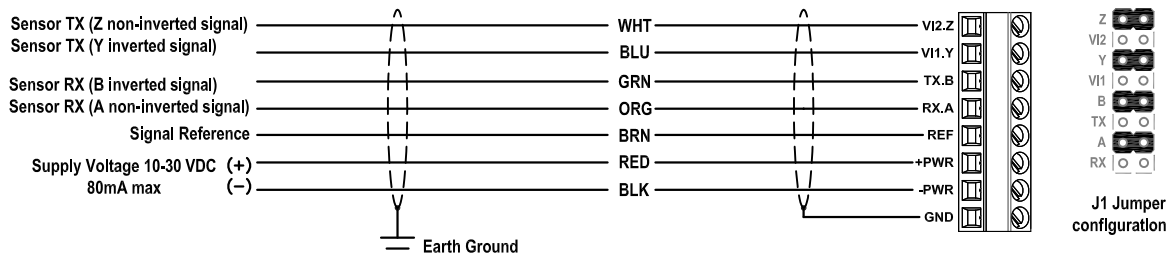 Sensor TX (Z non-inverted signal) WHT VI2.Z
Sensor TX (Y inverted signal) BLU VI1.Y
Sensor RX (B inverted signal) GRN TX.B
Sensor RX (A non-inverted signal) ORG RX.A
Signal Reference BRN REF
Supply Voltage 10-30 VDC (+) RED +PWR
80mA max (−) BLK -PWR
GND
Earth Ground
Z
VI2
Y
VI1
B
TX
A
RX
J1 Jumper
configuration